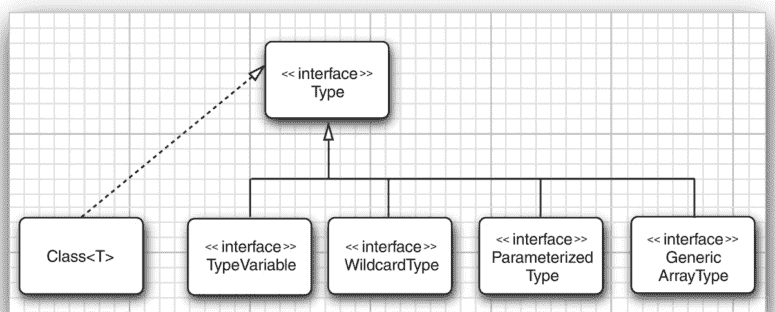 << interface >>
Type
Class<T>
<< interface >>
TypeVariable
<< interface >>
WildcardType
<< interface >>
Parameterized
Type
<< interface >>
Generic
ArrayType